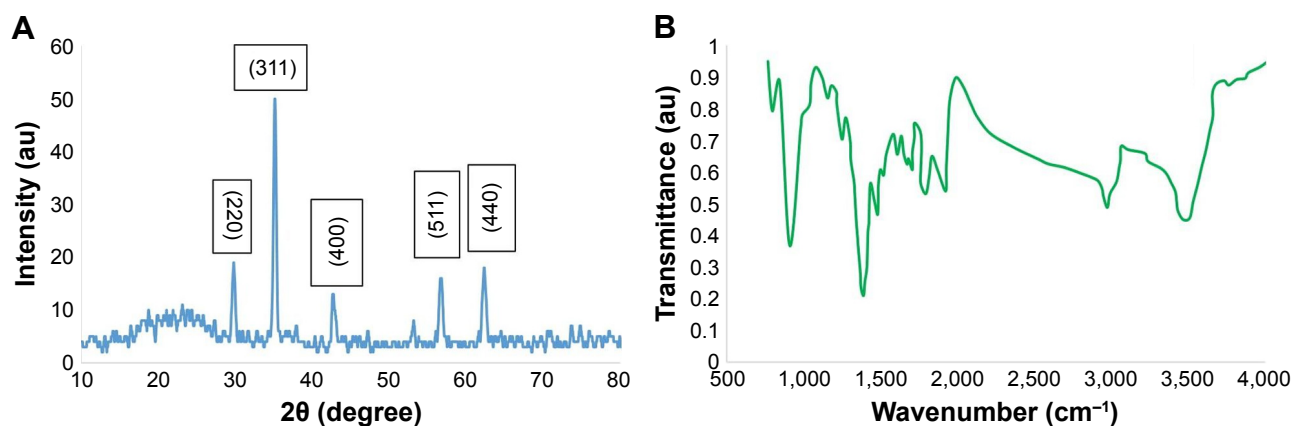 A
Intensity (au)
60
50
40
30
20
10
0
(220)
(311)
(400)
(511)
(440)
10 20 30 40 50 60 70 80
2θ (degree)
B
Transmittance (au)
1
0.9
0.8
0.7
0.6
0.5
0.4
0.3
0.2
0.1
0
500 1,000 1,500 2,000 2,500 3,000 3,500 4,000
Wavenumber (cm⁻¹)